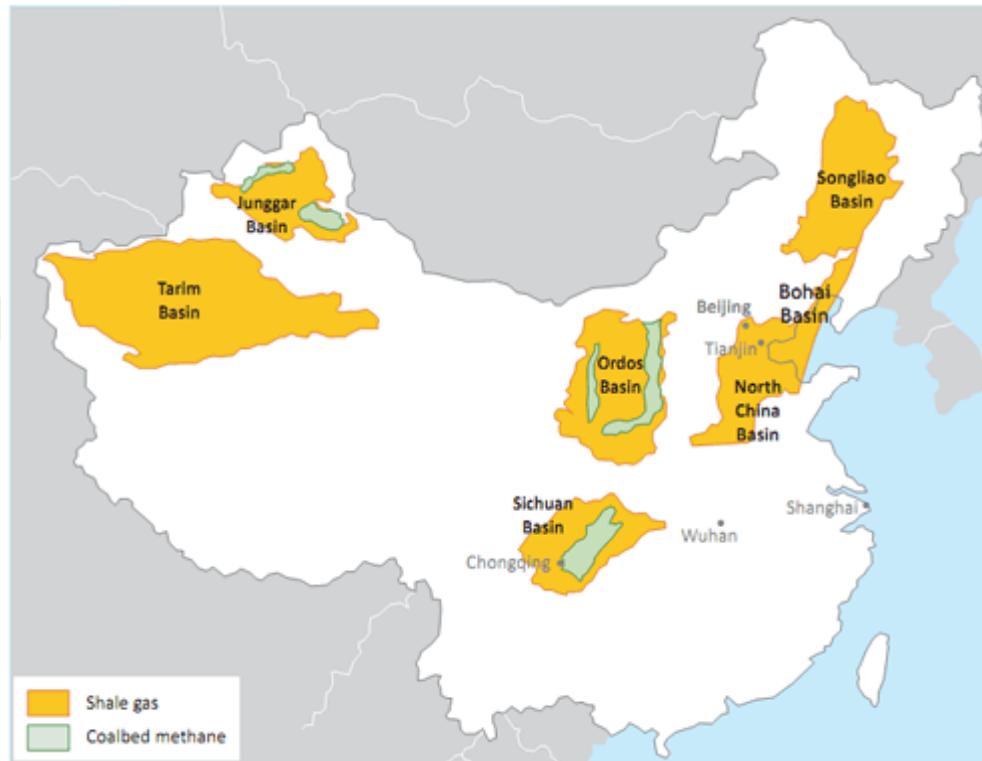 Songliao
Basin
Junggar
Basin
Tarim
Basin
Bohai
Basin
Beijing
Tianjin
Ordos
Basin
North
China
Basin
Sichuan
Basin
Shanghai
Wuhan
Chongqing
Shale gas
Coalbed methane